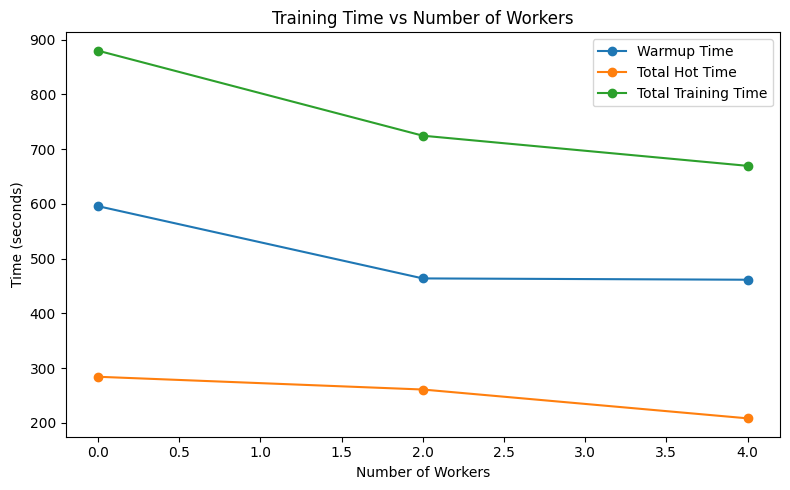 Training Time vs Number of Workers
Warmup Time
Total Hot Time
Total Training Time
Time (seconds)
900
800
700
600
500
400
300
200
0.0 0.5 1.0 1.5 2.0 2.5 3.0 3.5 4.0
Number of Workers